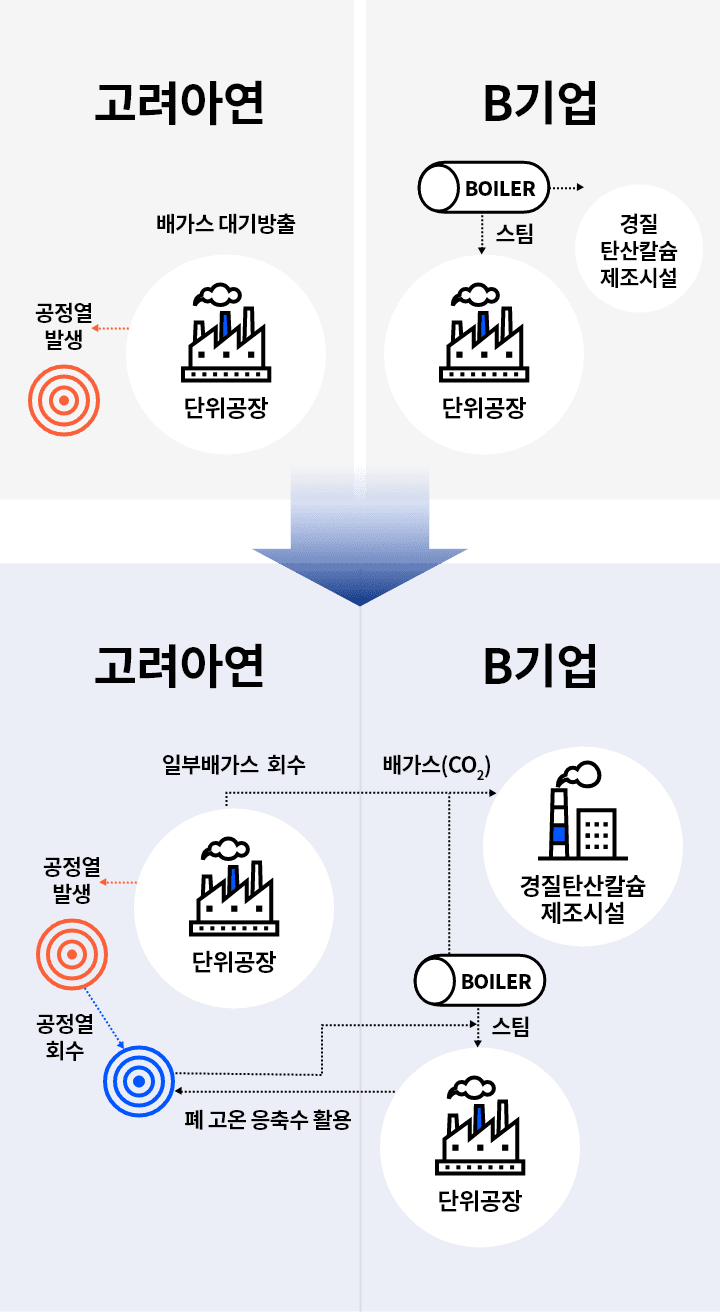 고려아연
배가스 대기방출
공정열
발생
단위공장
B기업
BOILER
스팀
경질
탄산칼슘
제조시설
단위공장
고려아연
일부배가스 회수
공정열
발생
단위공장
공정열
회수
폐 고온 응축수 활용
B기업
배가스(CO₂)
경질탄산칼슘
제조시설
BOILER
스팀
단위공장